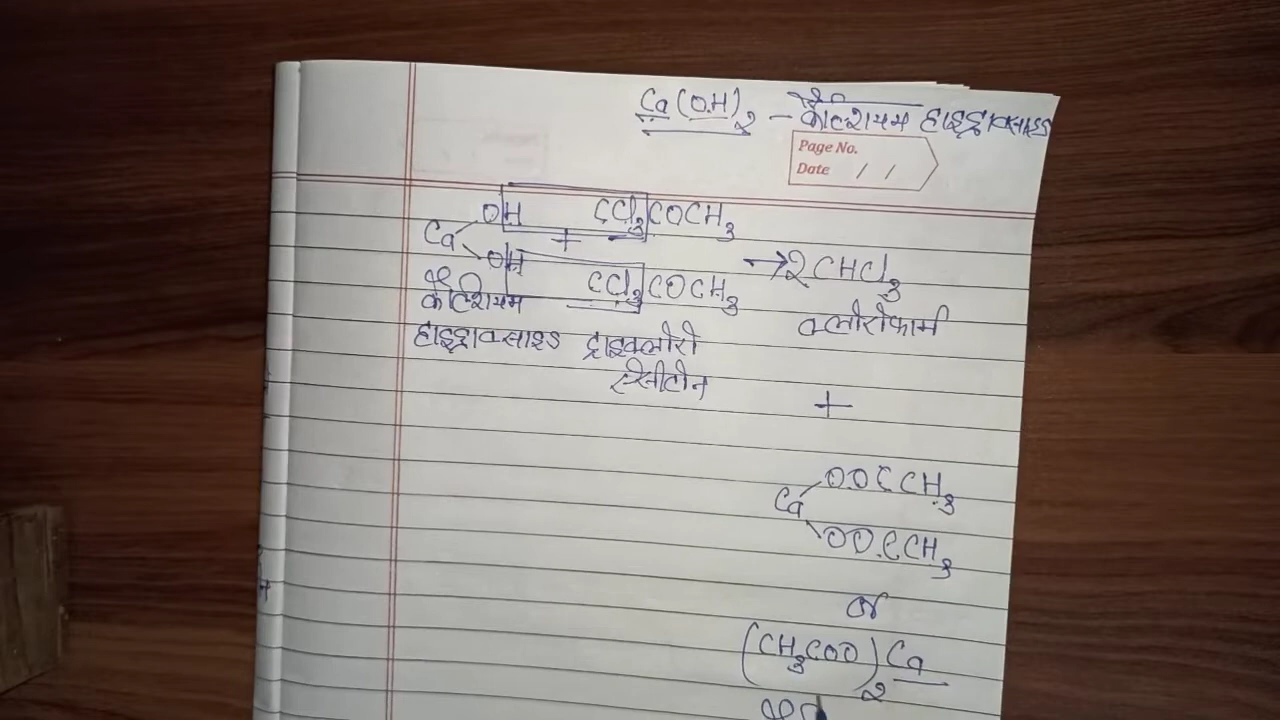 Ca(OH)2 - कैल्शियम हाइड्राक्साइड
Page No.
Date / /
OH CCl3COCH3
Ca + → 2CHCl3
OH CCl3COCH3
कैल्शियम क्लोरोफार्म
हाइड्राक्साइड ट्राइक्लोरो
ऐसीटोन
+
OOCCH3
Ca
OO.CCH3
or
(CH3COO)2Ca